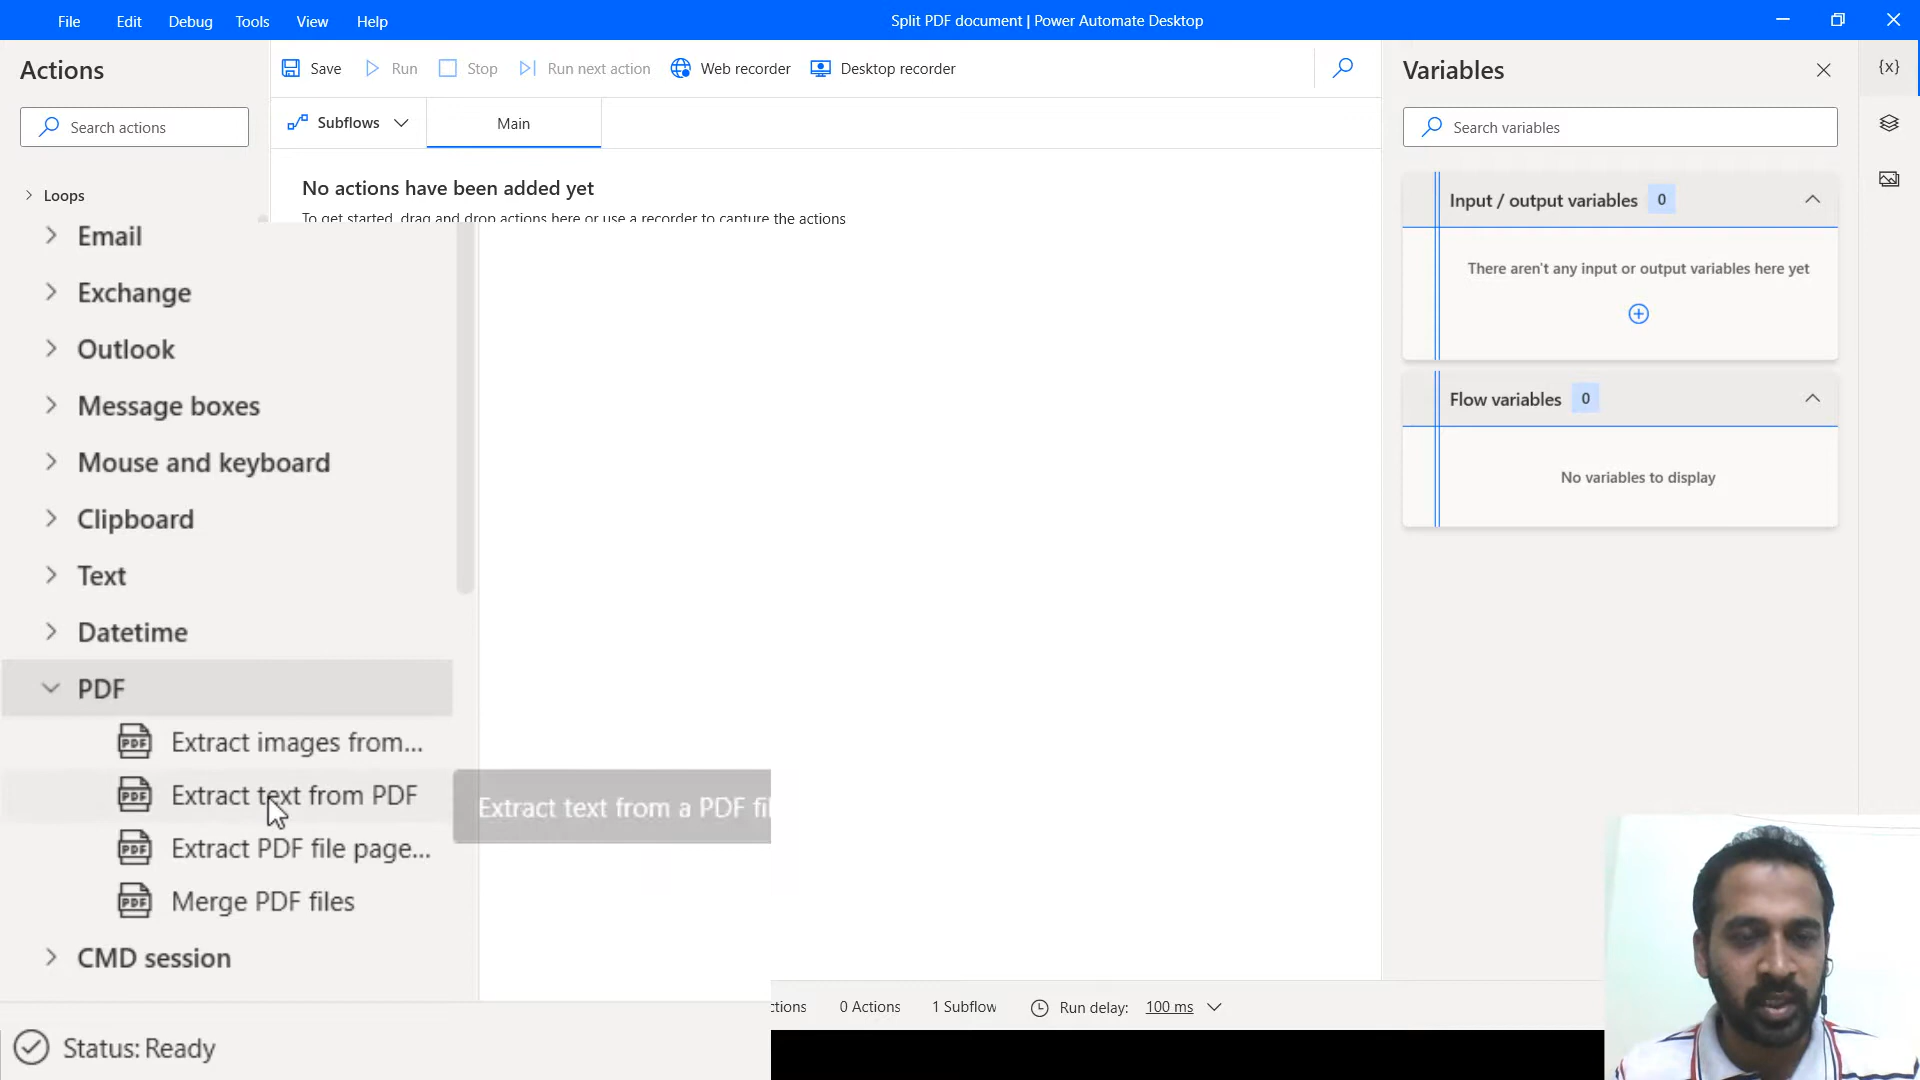 File Edit Debug Tools View Help Split PDF document | Power Automate Desktop
Actions
Save Run Stop Run next action Web recorder Desktop recorder
Variables
{x}
Search actions
Subflows Main
Search variables
Loops
No actions have been added yet
To get started, drag and drop actions here or use a recorder to capture the actions
Input / output variables 0
There aren't any input or output variables here yet
Flow variables 0
No variables to display
Email
Exchange
Outlook
Message boxes
Mouse and keyboard
Clipboard
Text
Datetime
PDF
PDF Extract images from...
PDF Extract text from PDF
Extract text from a PDF fil
PDF Extract PDF file page...
PDF Merge PDF files
CMD session
Status: Ready
ctions 0 Actions 1 Subflow Run delay: 100 ms